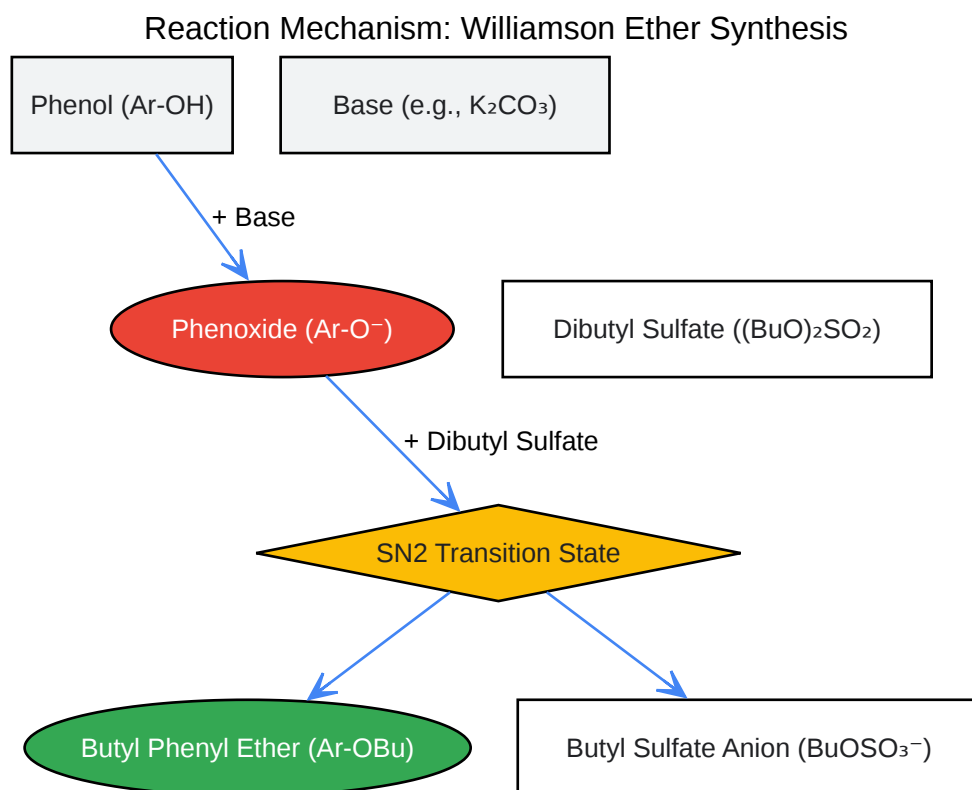 Reaction Mechanism: Williamson Ether Synthesis
Phenol (Ar-OH)
Base (e.g., K₂CO₃)
+ Base
Phenoxide (Ar-O⁻)
Dibutyl Sulfate ((BuO)₂SO₂)
+ Dibutyl Sulfate
SN2 Transition State
Butyl Phenyl Ether (Ar-OBu)
Butyl Sulfate Anion (BuOSO₃⁻)